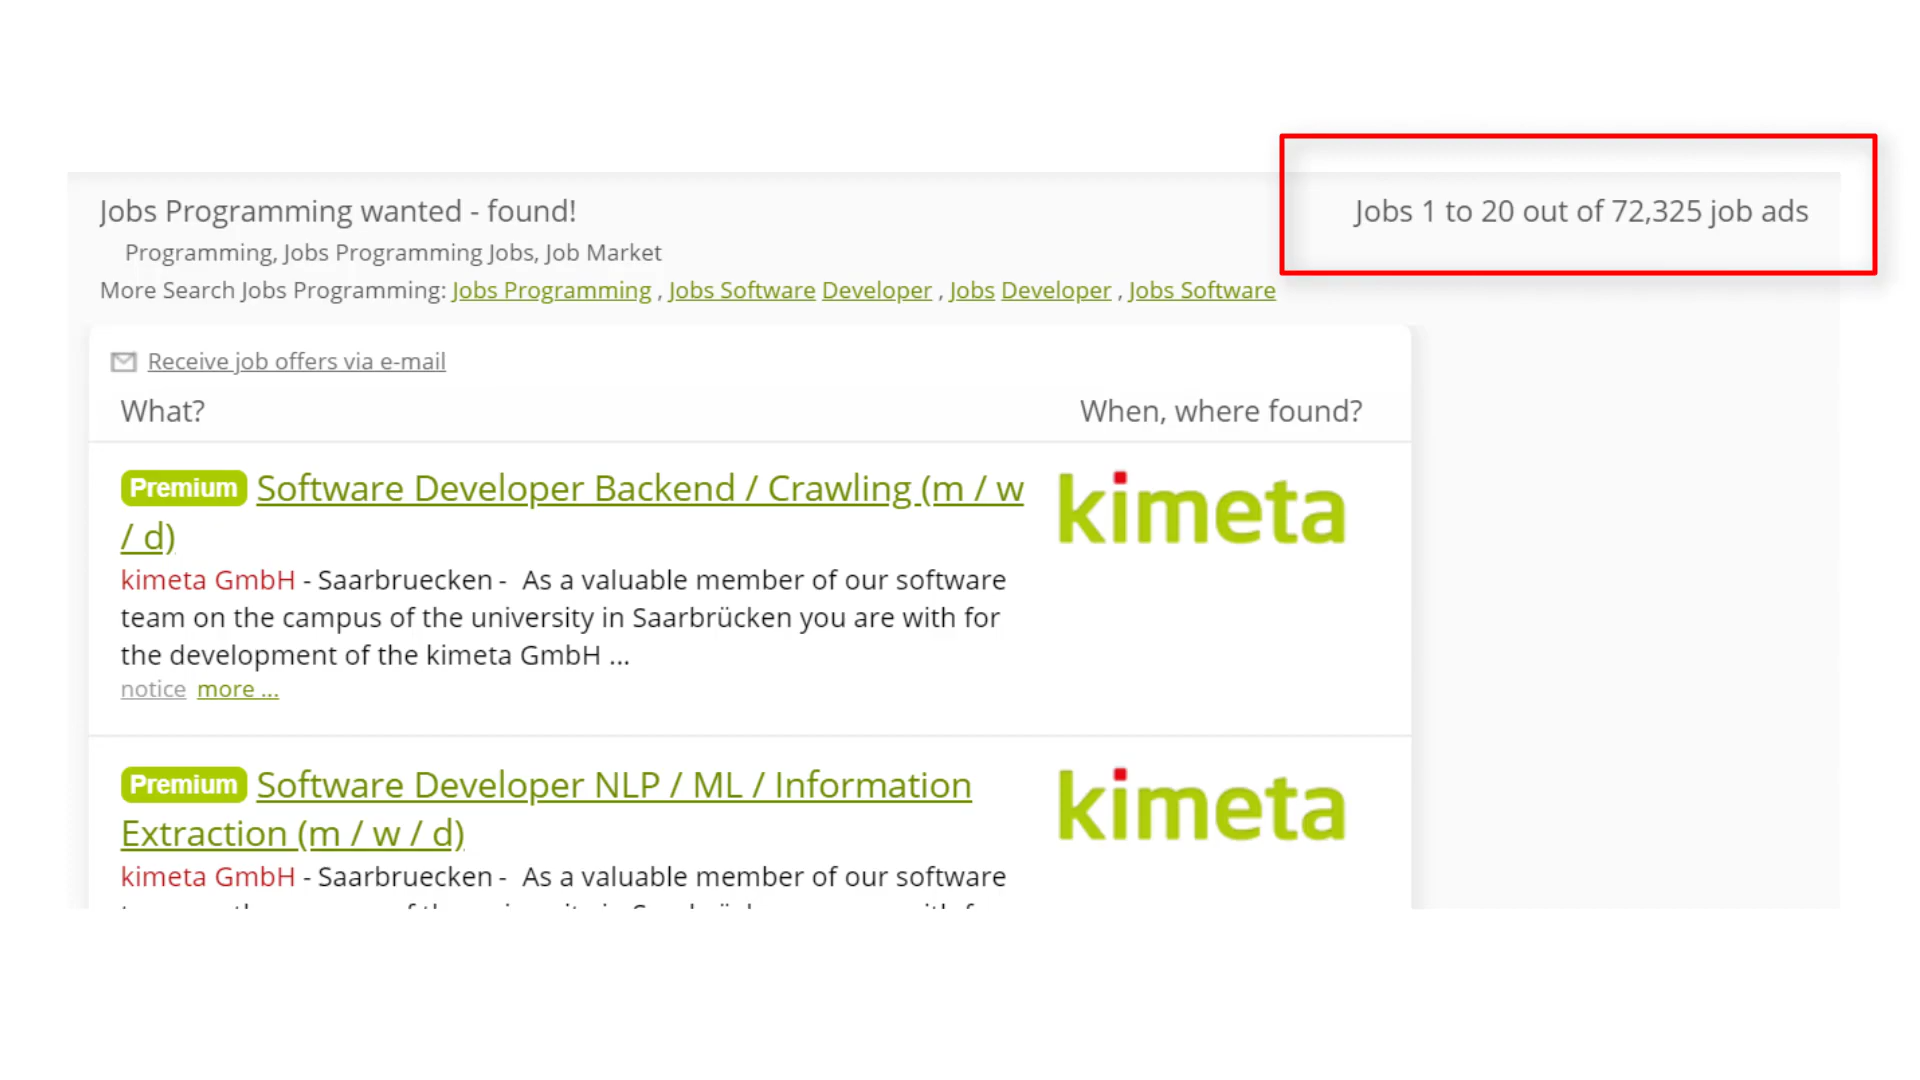 Jobs Programming wanted - found!
Jobs 1 to 20 out of 72,325 job ads
Programming, Jobs Programming Jobs, Job Market
More Search Jobs Programming: Jobs Programming , Jobs Software Developer , Jobs Developer , Jobs Software
Receive job offers via e-mail
What?
When, where found?
Premium Software Developer Backend / Crawling (m / w
/ d)
kimeta
kimeta GmbH - Saarbruecken - As a valuable member of our software
team on the campus of the university in Saarbrücken you are with for
the development of the kimeta GmbH ...
notice more ...
Premium Software Developer NLP / ML / Information
Extraction (m / w / d)
kimeta
kimeta GmbH - Saarbruecken - As a valuable member of our software